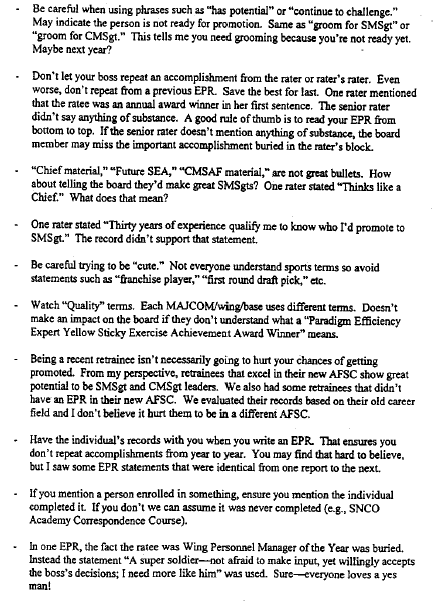 - Be careful when using phrases such as "has potential" or "continue to challenge."
May indicate the person is not ready for promotion. Same as "groom for SMSgt" or
"groom for CMSgt." This tells me you need grooming because you're not ready yet.
Maybe next year?
- Don't let your boss repeat an accomplishment from the rater or rater's rater. Even
worse, don't repeat from a previous EPR. Save the best for last. One rater mentioned
that the ratee was an annual award winner in her first sentence. The senior rater
didn't say anything of substance. A good rule of thumb is to read your EPR from
bottom to top. If the senior rater doesn't mention anything of substance, the board
member may miss the important accomplishment buried in the rater's block.
- "Chief material," "Future SEA," "CMSAF material," are not great bullets. How
about telling the board they'd make great SMSgts? One rater stated "Thinks like a
Chief." What does that mean?
- One rater stated "Thirty years of experience qualify me to know who I'd promote to
SMSgt." The record didn't support that statement.
- Be careful trying to be "cute." Not everyone understand sports terms so avoid
statements such as "franchise player," "first round draft pick," etc.
- Watch "Quality" terms. Each MAJCOM/wing/base uses different terms. Doesn't
make an impact on the board if they don't understand what a "Paradigm Efficiency
Expert Yellow Sticky Exercise Achievement Award Winner" means.
- Being a recent retrainee isn't necessarily going to hurt your chances of getting
promoted. From my perspective, retrainees that excel in their new AFSC show great
potential to be SMSgt and CMSgt leaders. We also had some retrainees that didn't
have an EPR in their new AFSC. We evaluated their records based on their old career
field and I don't believe it hurt them to be in a different AFSC.
- Have the individual's records with you when you write an EPR. That ensures you
don't repeat accomplishments from year to year. You may find that hard to believe,
but I saw some EPR statements that were identical from one report to the next.
- If you mention a person enrolled in something, ensure you mention the individual
completed it. If you don't we can assume it was never completed (e.g., SNCO
Academy Correspondence Course).
- In one EPR, the fact the ratee was Wing Personnel Manager of the Year was buried.
Instead the statement "A super soldier—not afraid to make input, yet willingly accepts
the boss's decisions; I need more like him" was used. Sure—everyone loves a yes
man!